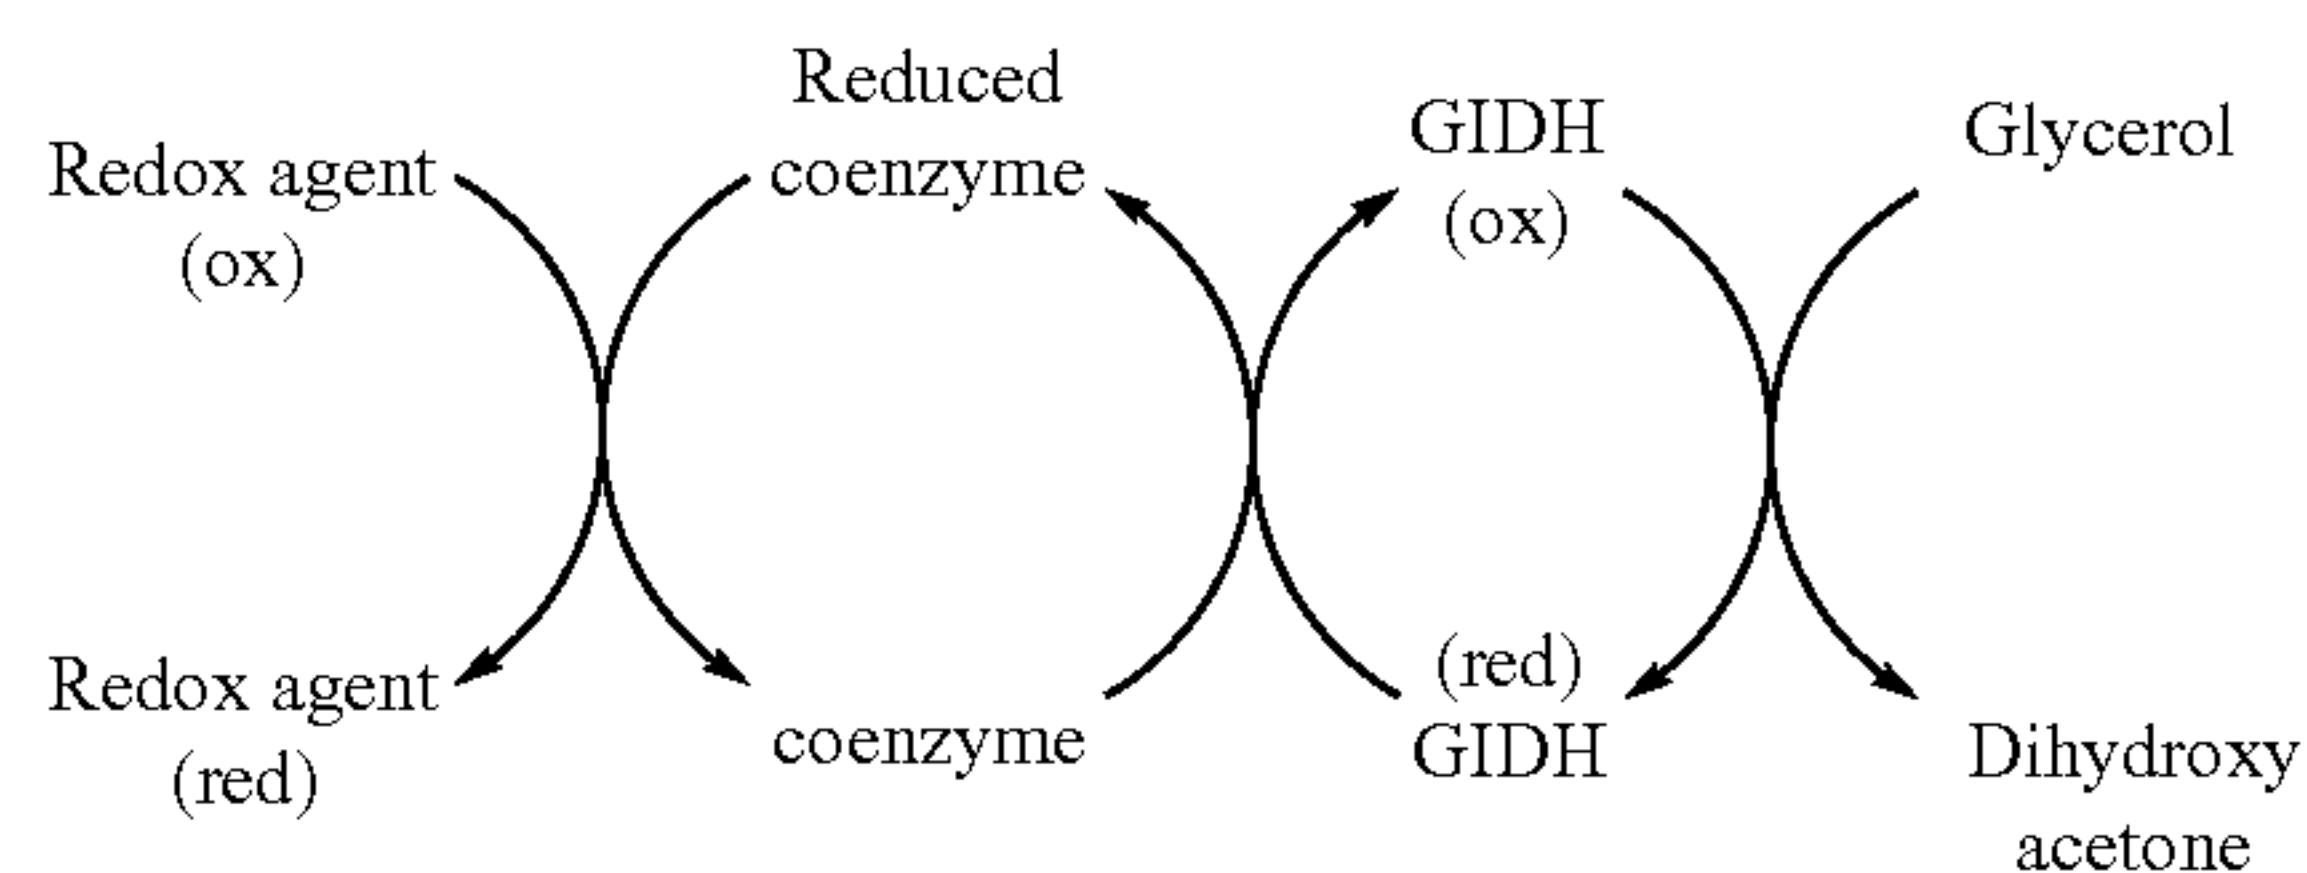 Reduced
coenzyme
GIDH
(ox)
Glycerol
Redox agent
(ox)
Redox agent
(red)
coenzyme
(red)
GIDH
Dihydroxy
acetone